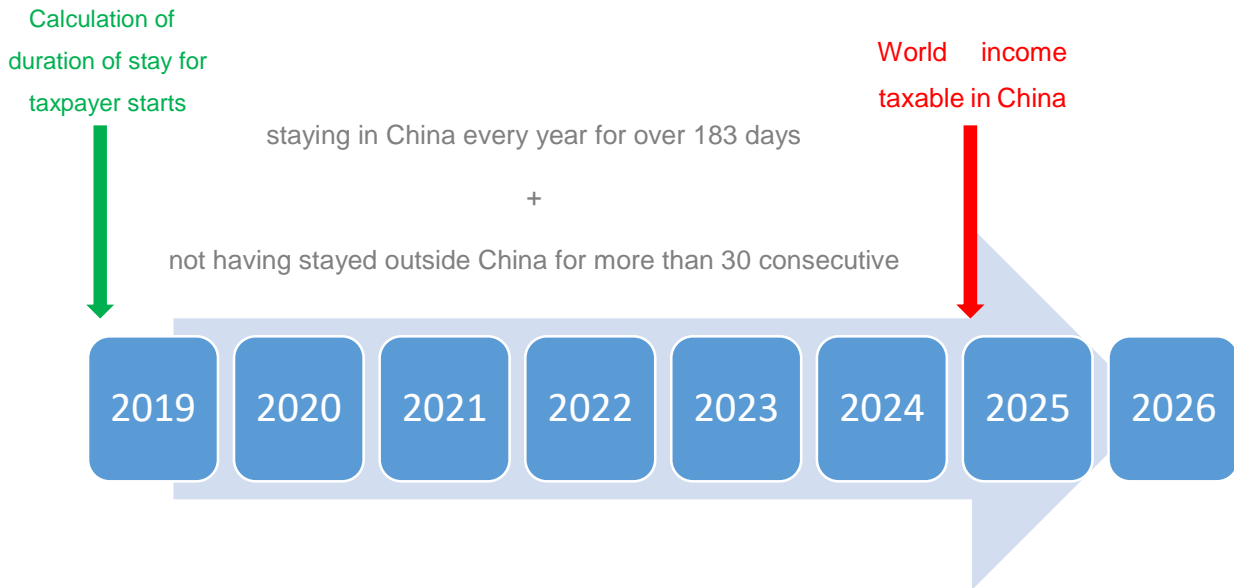 Calculation of
duration of stay for
taxpayer starts
World income
taxable in China
staying in China every year for over 183 days
+
not having stayed outside China for more than 30 consecutive
2019 2020 2021 2022 2023 2024 2025 2026